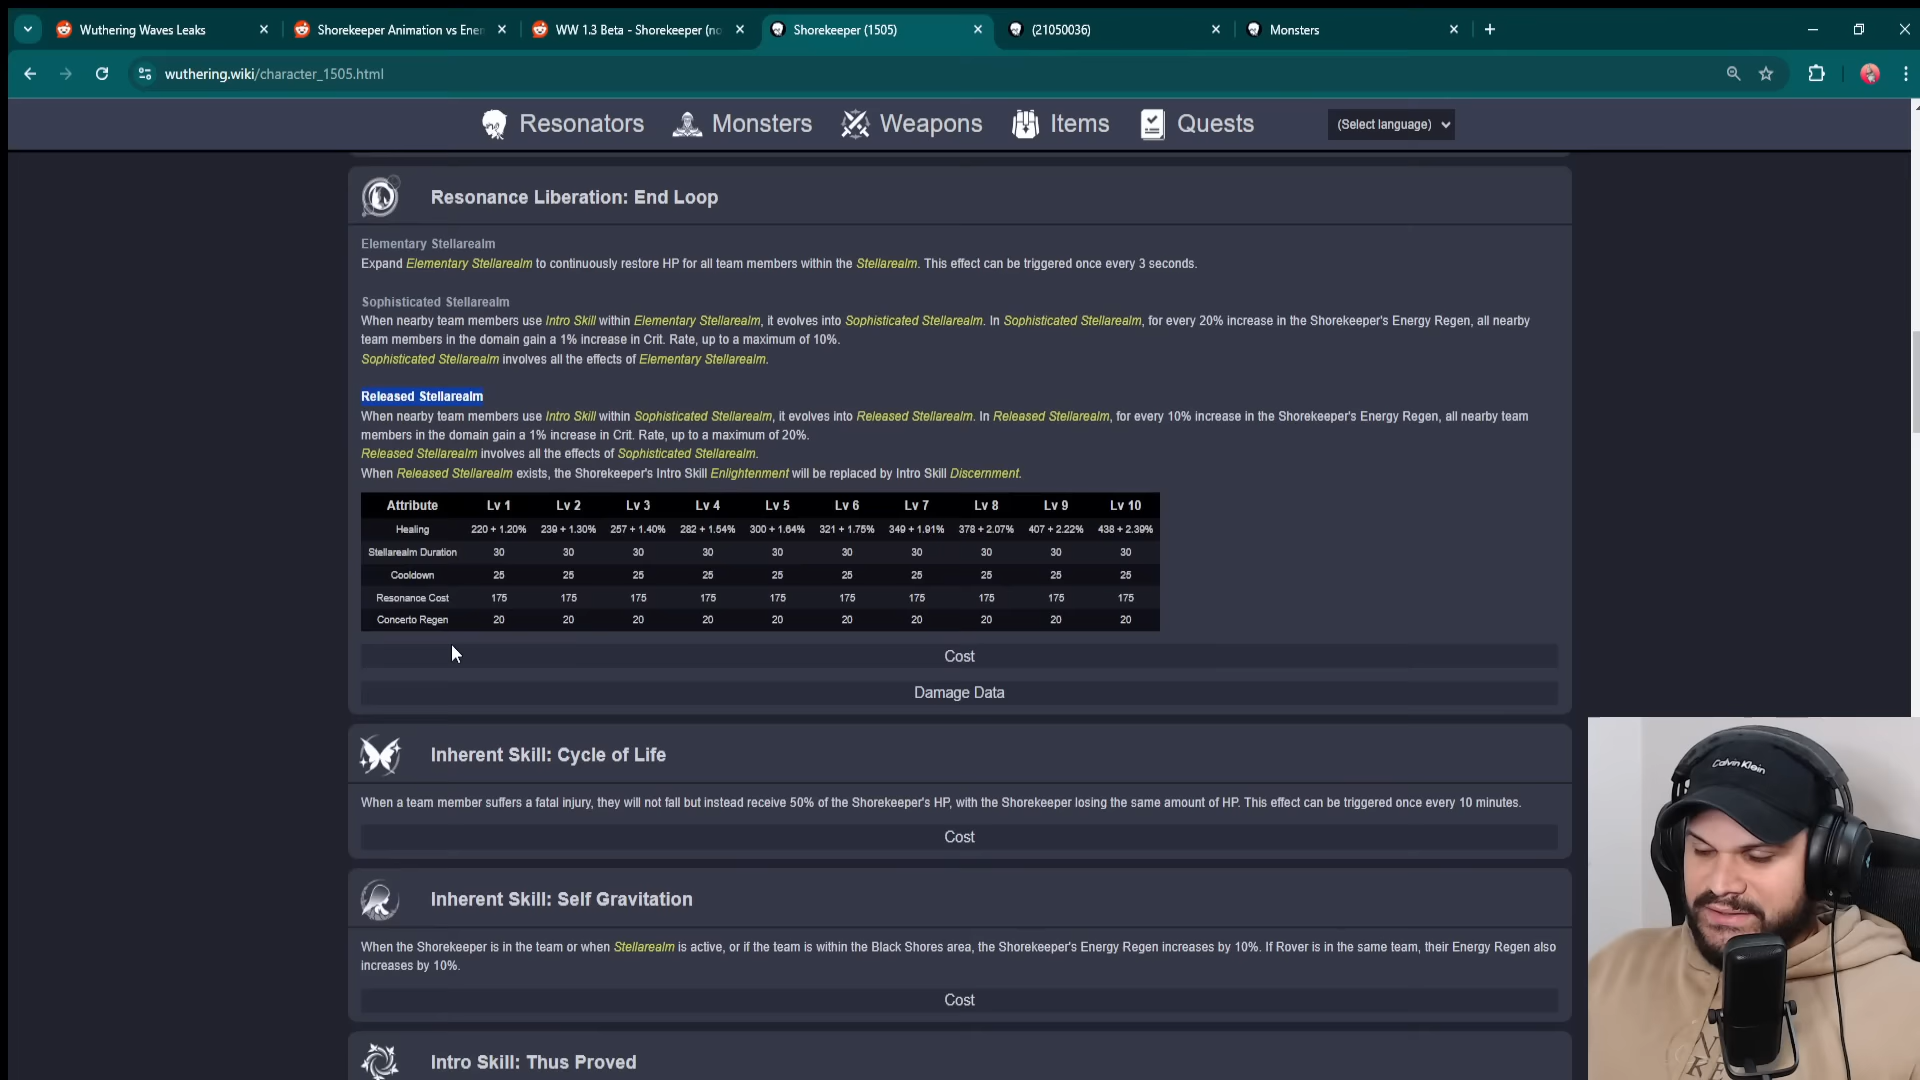 Wuthering Waves Leaks
Shorekeeper Animation vs Ener
WW 1.3 Beta - Shorekeeper (no
Shorekeeper (1505)
(21050036)
Monsters
wuthering.wiki/character_1505.html
Resonators
Monsters
Weapons
Items
Quests
(Select language)
Resonance Liberation: End Loop
Elementary Stellarealm
Expand Elementary Stellarealm to continuously restore HP for all team members within the Stellarealm. This effect can be triggered once every 3 seconds.
Sophisticated Stellarealm
When nearby team members use Intro Skill within Elementary Stellarealm, it evolves into Sophisticated Stellarealm. In Sophisticated Stellarealm, for every 20% increase in the Shorekeeper's Energy Regen, all nearby
team members in the domain gain a 1% increase in Crit. Rate, up to a maximum of 10%.
Sophisticated Stellarealm involves all the effects of Elementary Stellarealm.
Released Stellarealm
When nearby team members use Intro Skill within Sophisticated Stellarealm, it evolves into Released Stellarealm. In Released Stellarealm, for every 10% increase in the Shorekeeper's Energy Regen, all nearby team
members in the domain gain a 1% increase in Crit. Rate, up to a maximum of 20%.
Released Stellarealm involves all the effects of Sophisticated Stellarealm.
When Released Stellarealm exists, the Shorekeeper's Intro Skill Enlightenment will be replaced by Intro Skill Discernment.
Attribute Lv 1 Lv 2 Lv 3 Lv 4 Lv 5 Lv 6 Lv 7 Lv 8 Lv 9 Lv 10
Healing 220 + 1.20% 239 + 1.30% 257 + 1.40% 282 + 1.54% 300 + 1.64% 321 + 1.75% 349 + 1.91% 378 + 2.07% 407 + 2.22% 438 + 2.39%
Stellarealm Duration 30 30 30 30 30 30 30 30 30 30
Cooldown 25 25 25 25 25 25 25 25 25 25
Resonance Cost 175 175 175 175 175 175 175 175 175 175
Concerto Regen 20 20 20 20 20 20 20 20 20 20
Cost
Damage Data
Inherent Skill: Cycle of Life
When a team member suffers a fatal injury, they will not fall but instead receive 50% of the Shorekeeper's HP, with the Shorekeeper losing the same amount of HP. This effect can be triggered once every 10 minutes.
Cost
Inherent Skill: Self Gravitation
When the Shorekeeper is in the team or when Stellarealm is active, or if the team is within the Black Shores area, the Shorekeeper's Energy Regen increases by 10%. If Rover is in the same team, their Energy Regen also
increases by 10%.
Cost
Intro Skill: Thus Proved
Calvin Klein